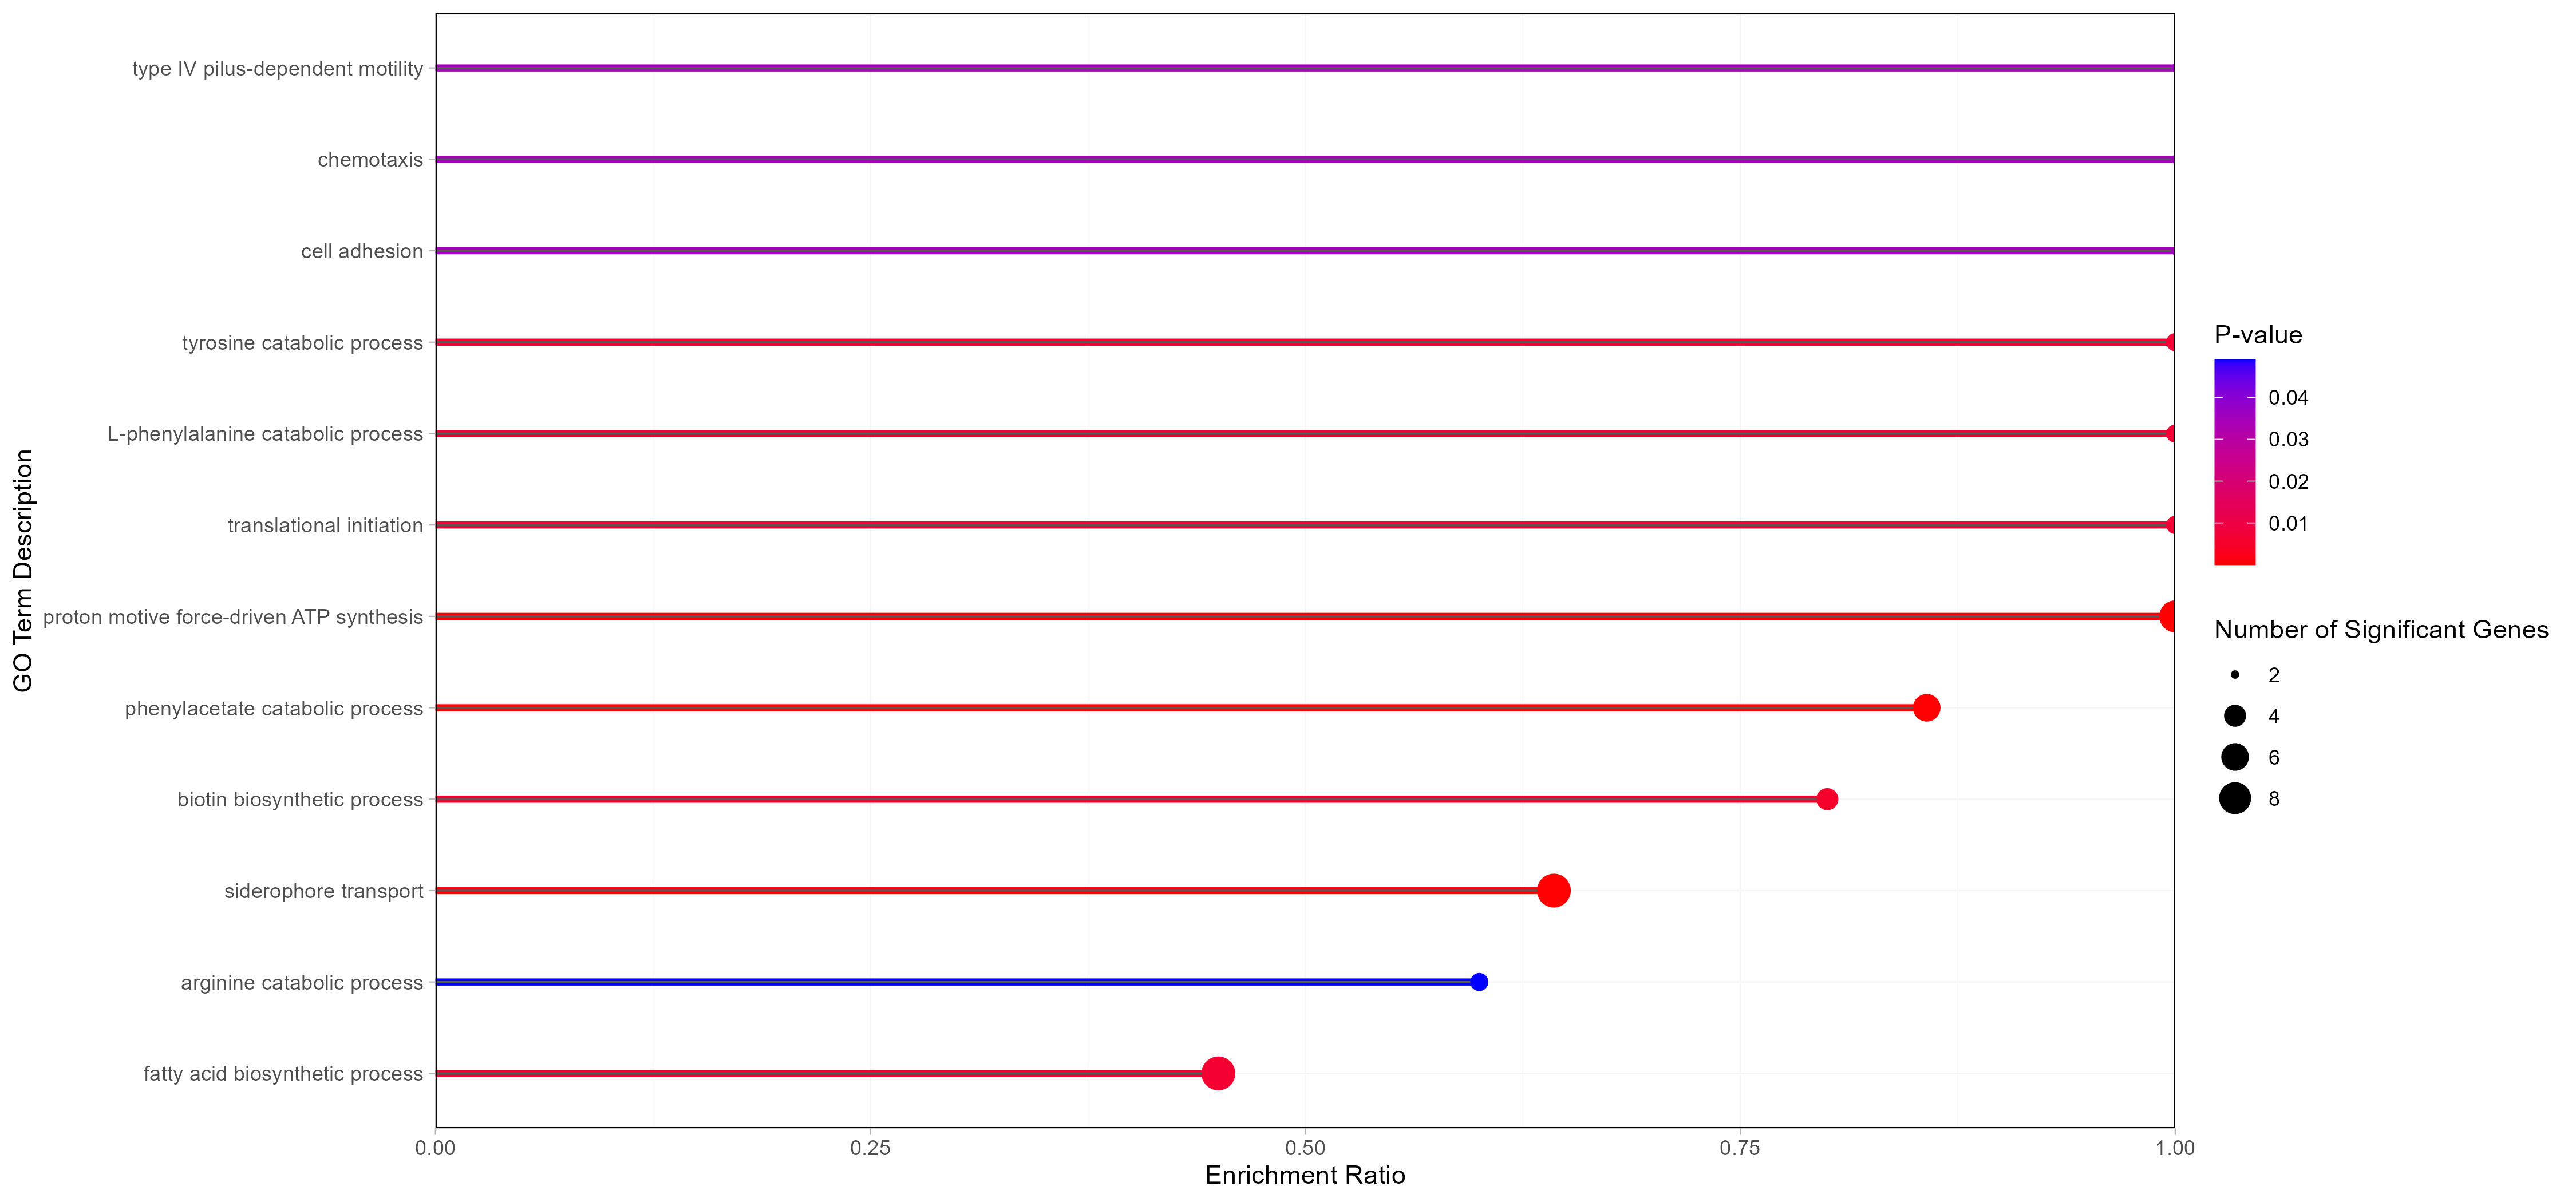 type IV pilus-dependent motility
chemotaxis
cell adhesion
tyrosine catabolic process
L-phenylalanine catabolic process
translational initiation
proton motive force-driven ATP synthesis
phenylacetate catabolic process
biotin biosynthetic process
siderophore transport
arginine catabolic process
fatty acid biosynthetic process
GO Term Description
0.00
0.25
0.50
0.75
1.00
Enrichment Ratio
P-value
0.04
0.03
0.02
0.01
Number of Significant Genes
2
4
6
8